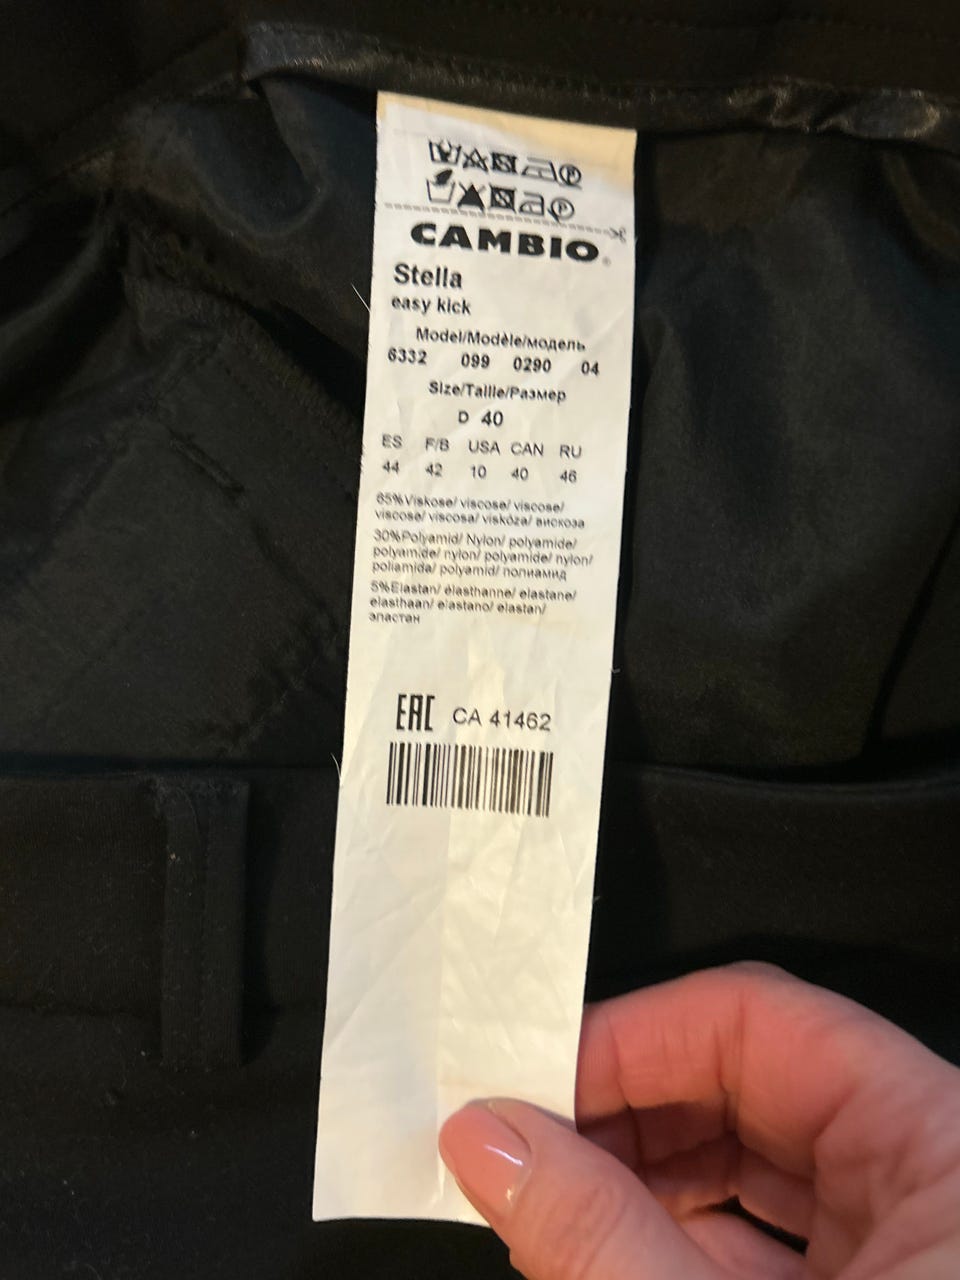 CAMBIO®
Stella
easy kick
Model/Modèle/модель
6332 099 0290 04
Size/Taille/Размер
D 40
ES F/B USA CAN RU
44 42 10 40 46
65%Viskose/ viscose/ viscose/
viscose/ viscosa/ viskóza/ вискоза
30%Polyamid/ Nylon/ polyamide/
polyamide/ nylon/ polyamide/ nylon/
poliamida/ polyamid/ полиамид
5%Elastan/ élasthanne/ elastane/
elasthaan/ elastano/ elastan/
эластан
EAC CA 41462